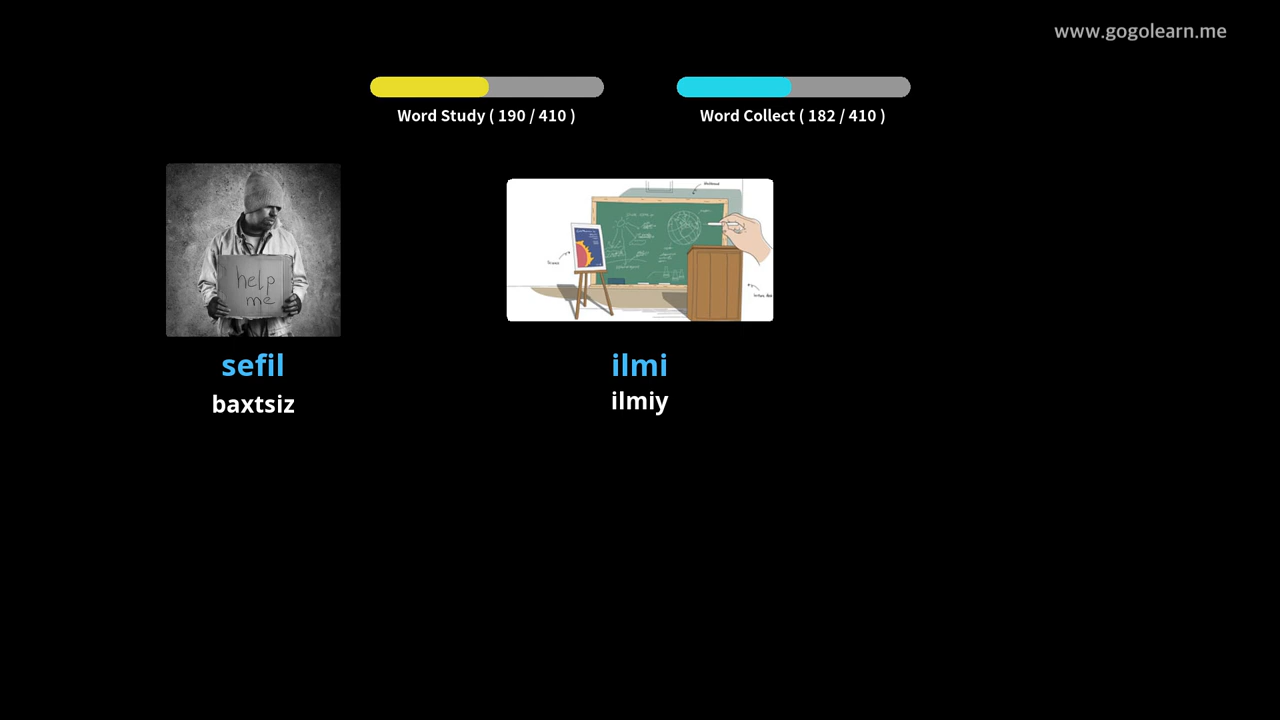 www.gogolearn.me
Word Study ( 190 / 410 )
Word Collect ( 182 / 410 )
help
me
sefil
baxtsiz
ilmi
ilmiy